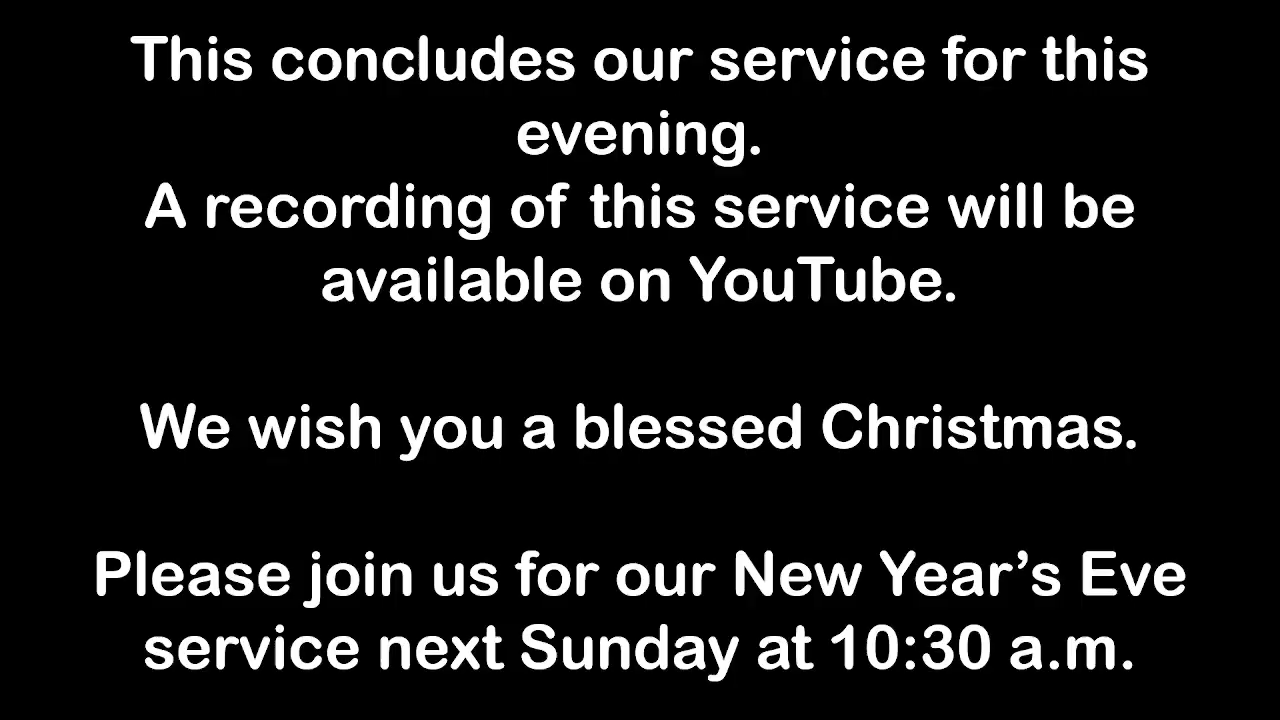 This concludes our service for this
evening.
A recording of this service will be
available on YouTube.
We wish you a blessed Christmas.
Please join us for our New Year’s Eve
service next Sunday at 10:30 a.m.